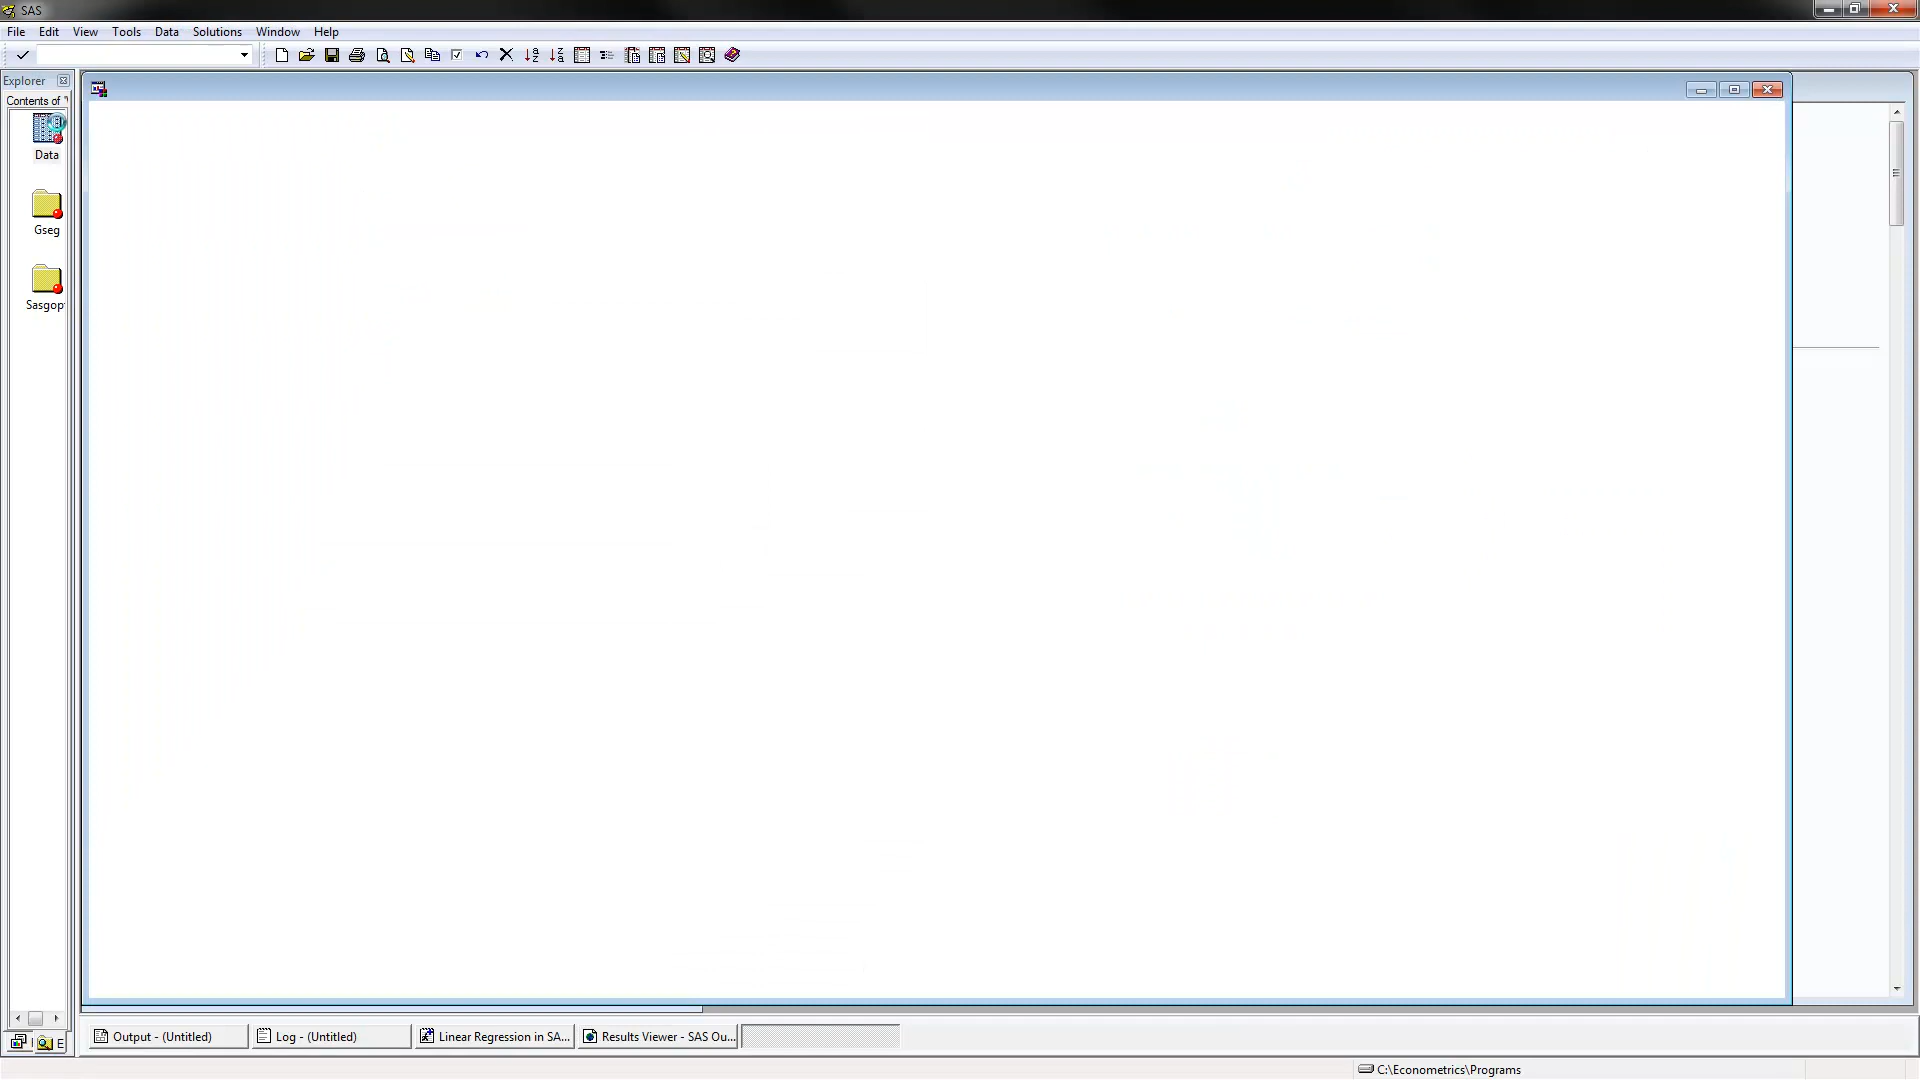 SAS
File Edit View Tools Data Solutions Window Help
Explorer
Contents of '
Data
Gseg
Sasgop
Output - (Untitled) Log - (Untitled) Linear Regression in SA... Results Viewer - SAS Ou...
E
C:\Econometrics\Programs